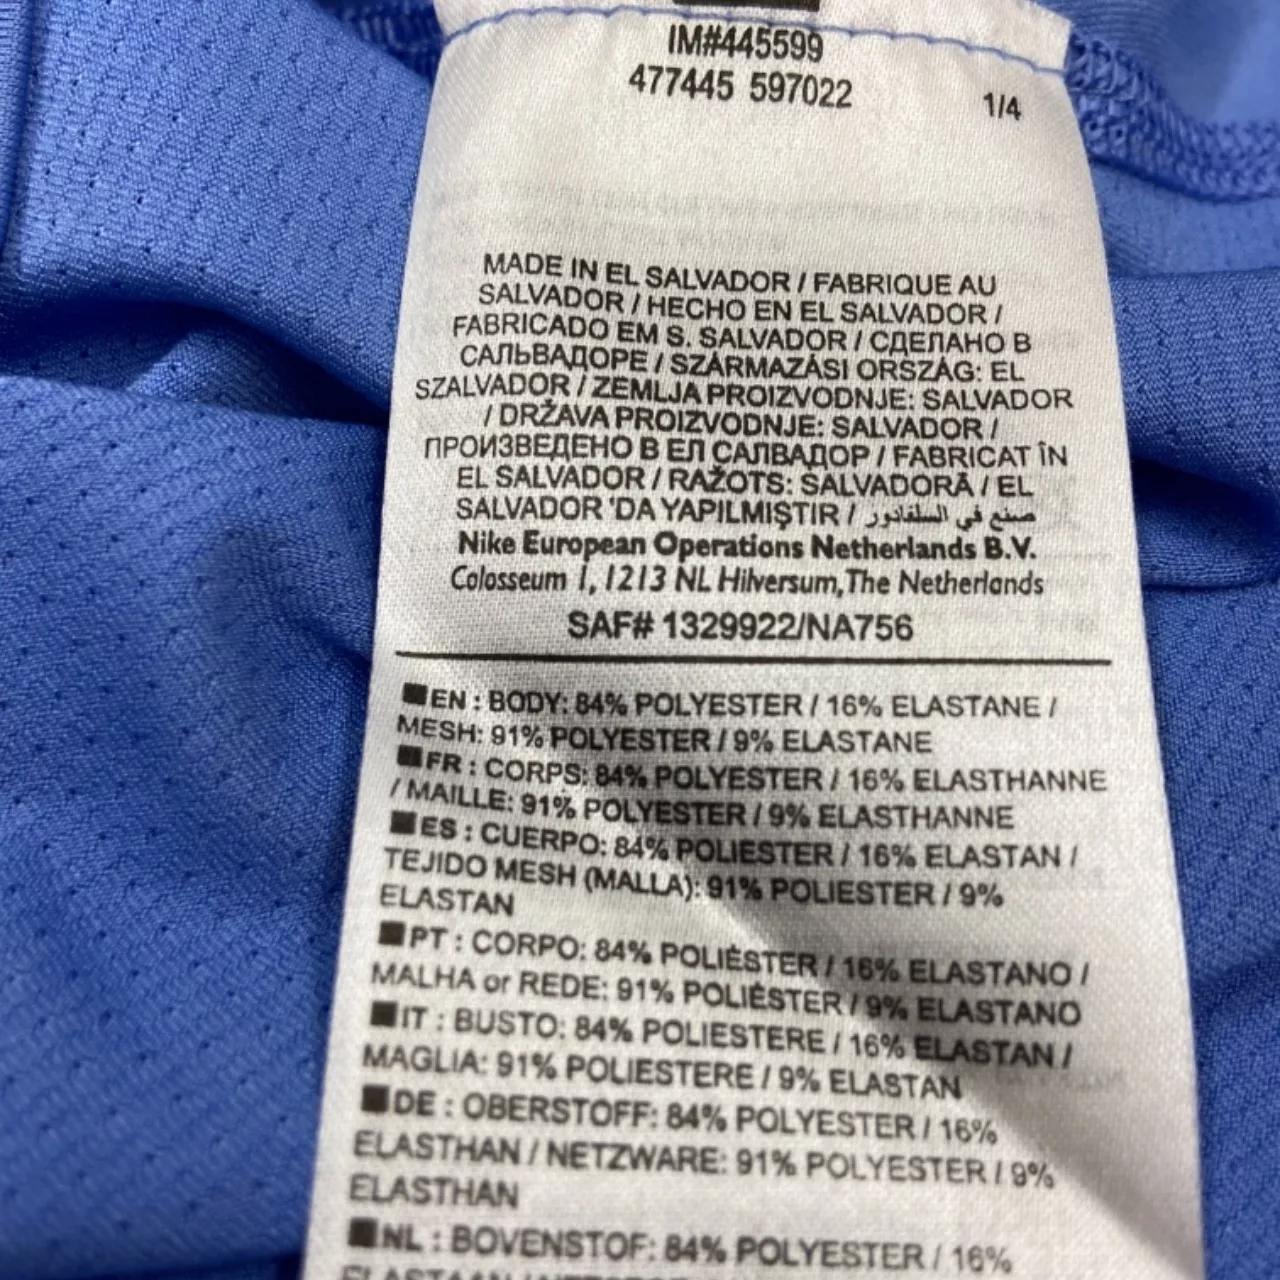 IM#445599
477445 597022
1/4
MADE IN EL SALVADOR / FABRIQUE AU
SALVADOR / HECHO EN EL SALVADOR /
FABRICADO EM S. SALVADOR / СДЕЛАНО В
САЛЬВАДОРЕ / SZÁRMAZÁSI ORSZÁG: EL
SZALVADOR / ZEMLJA PROIZVODNJE: SALVADOR
/ DRŽAVA PROIZVODNJE: SALVADOR /
ПРОИЗВЕДЕНО В ЕЛ САЛВАДОР / FABRICAT ÎN
EL SALVADOR / RAŽOTS: SALVADORĀ / EL
SALVADOR 'DA YAPILMIŞTIR / صنع في السلفادور
Nike European Operations Netherlands B.V.
Colosseum 1, 1213 NL Hilversum, The Netherlands
SAF# 1329922/NA756
■EN : BODY: 84% POLYESTER / 16% ELASTANE /
MESH: 91% POLYESTER / 9% ELASTANE
■FR : CORPS: 84% POLYESTER / 16% ELASTHANNE
/ MAILLE: 91% POLYESTER / 9% ELASTHANNE
■ES : CUERPO: 84% POLIESTER / 16% ELASTAN /
TEJIDO MESH (MALLA): 91% POLIESTER / 9%
ELASTAN
■PT : CORPO: 84% POLIÉSTER / 16% ELASTANO /
MALHA or REDE: 91% POLIÉSTER / 9% ELASTANO
■IT : BUSTO: 84% POLIESTERE / 16% ELASTAN /
MAGLIA: 91% POLIESTERE / 9% ELASTAN
■DE : OBERSTOFF: 84% POLYESTER / 16%
ELASTHAN / NETZWARE: 91% POLYESTER / 9%
ELASTHAN
■NL : BOVENSTOF: 84% POLYESTER / 16%